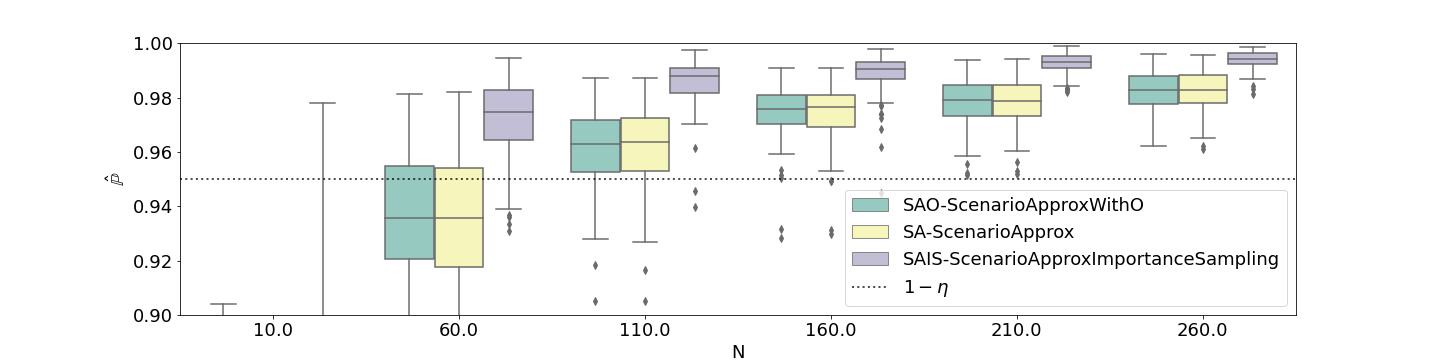 1.00
0.98
0.96
0.94
0.92
0.90
ℙ̂
10.0 60.0 110.0 160.0 210.0 260.0
N
SAO-ScenarioApproxWithO
SA-ScenarioApprox
SAIS-ScenarioApproxImportanceSampling
1 − η